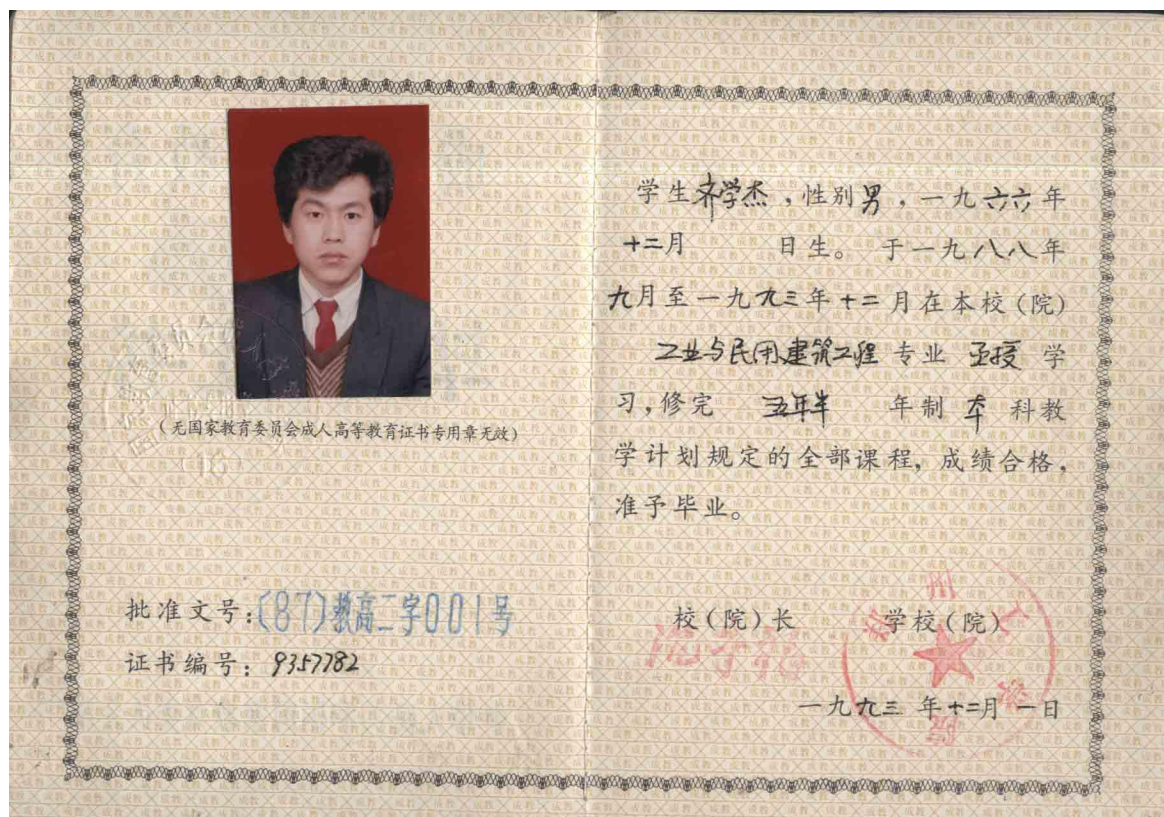 (无国家教育委员会成人高等教育证书专用章无效)
批准文号:(87)教高二字001号
证书编号:9357782
学生齐学杰,性别男,一九六六年
十二月 日生。于一九八八年
九月至一九九三年十二月在本校(院)
工业与民用建筑工程专业函授学
习,修完 五年半 年制 本 科教
学计划规定的全部课程,成绩合格,
准予毕业。
校(院)长 学校(院)
一九九三年十二月一日